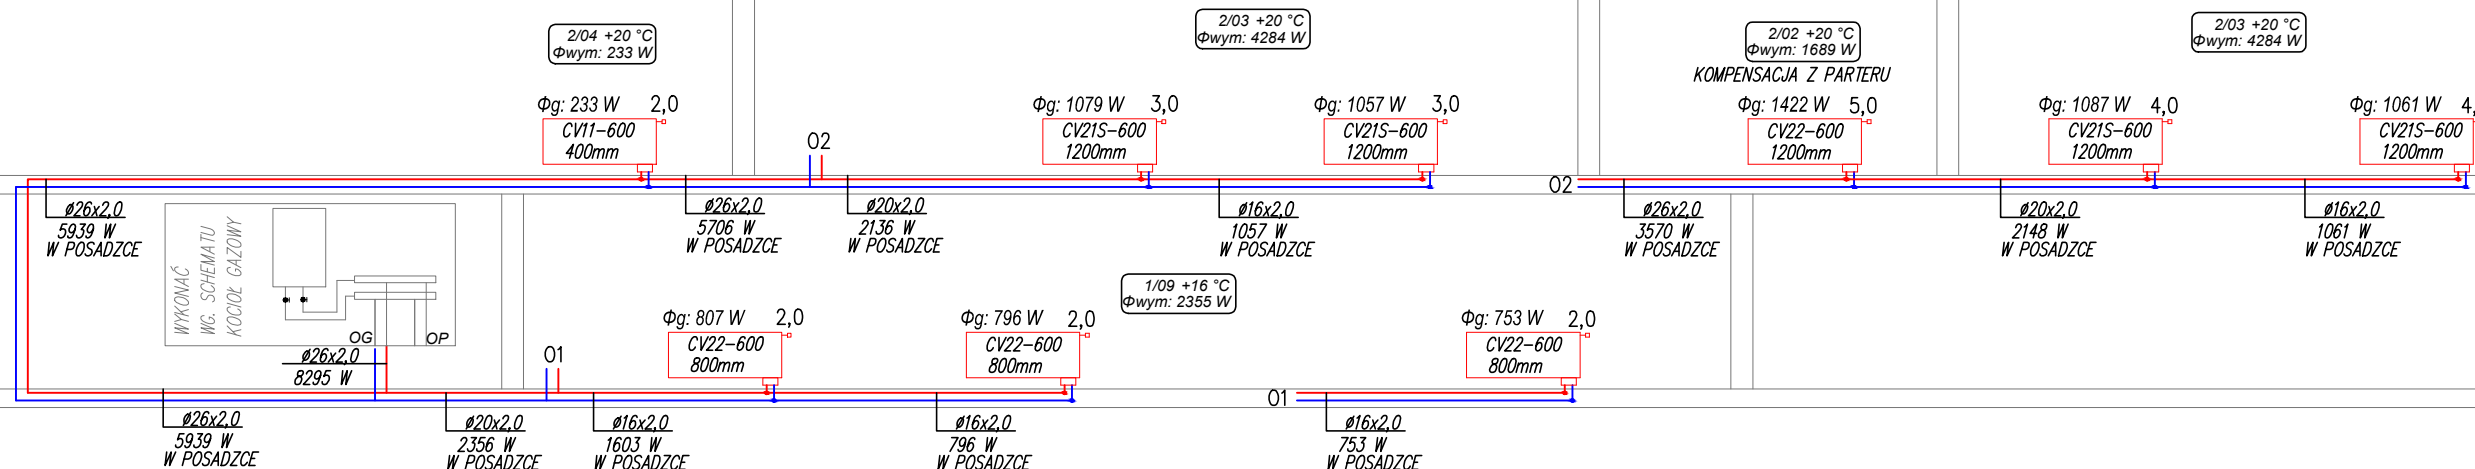 2/04 +20 °C
Φwym: 233 W
2/03 +20 °C
Φwym: 4284 W
2/02 +20 °C
Φwym: 1689 W
KOMPENSACJA Z PARTERU
2/03 +20 °C
Φwym: 4284 W
Φg: 233 W 2,0
CV11-600
400mm
O2
Φg: 1079 W 3,0
CV21S-600
1200mm
Φg: 1057 W 3,0
CV21S-600
1200mm
Φg: 1422 W 5,0
CV22-600
1200mm
Φg: 1087 W 4,0
CV21S-600
1200mm
Φg: 1061 W 4,
CV21S-600
1200mm
O2
ø26x2,0
5939 W
W POSADZCE
ø26x2,0
5706 W
W POSADZCE
ø20x2,0
2136 W
W POSADZCE
ø16x2,0
1057 W
W POSADZCE
ø26x2,0
3570 W
W POSADZCE
ø20x2,0
2148 W
W POSADZCE
ø16x2,0
1061 W
W POSADZCE
WYKONAĆ
WG. SCHEMATU
KOCIOŁ GAZOWY
OG
OP
ø26x2,0
8295 W
1/09 +16 °C
Φwym: 2355 W
O1
Φg: 807 W 2,0
CV22-600
800mm
Φg: 796 W 2,0
CV22-600
800mm
Φg: 753 W 2,0
CV22-600
800mm
O1
ø26x2,0
5939 W
W POSADZCE
ø20x2,0
2356 W
W POSADZCE
ø16x2,0
1603 W
W POSADZCE
ø16x2,0
796 W
W POSADZCE
ø16x2,0
753 W
W POSADZCE